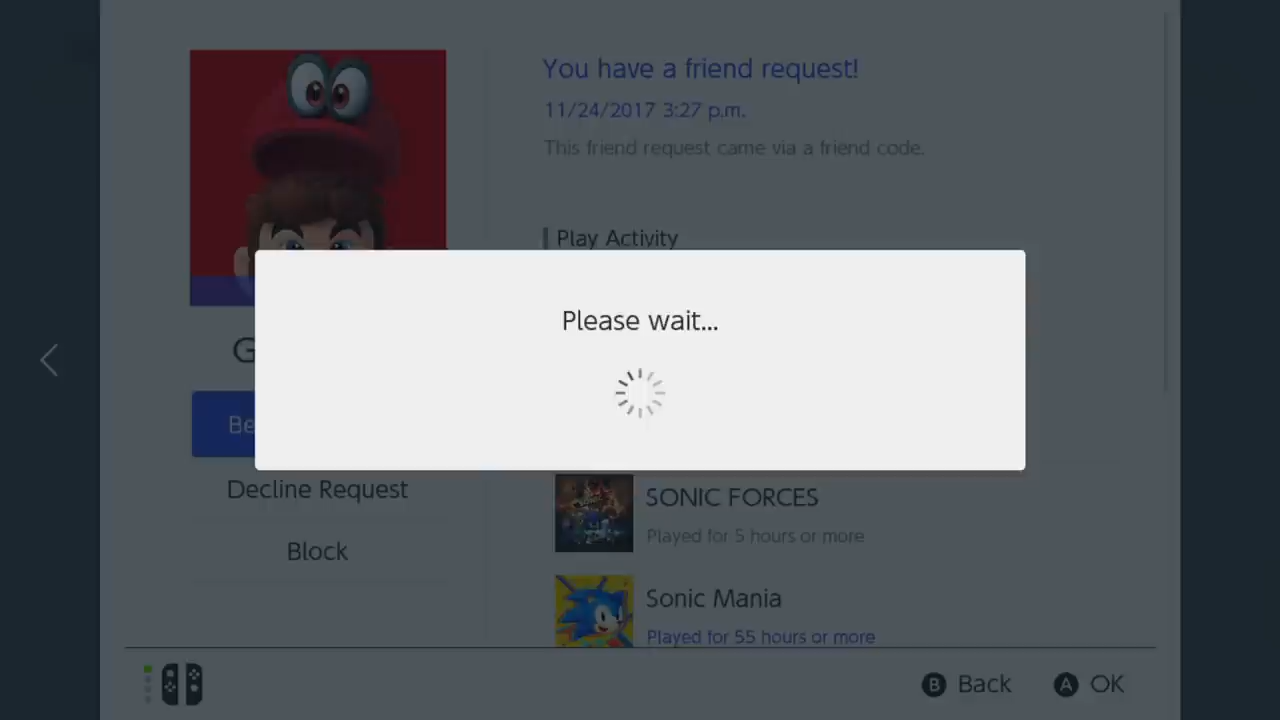 You have a friend request!
11/24/2017 3:27 p.m.
This friend request came via a friend code.
Play Activity
Please wait...
G
Be
Decline Request
Block
SONIC FORCES
Played for 5 hours or more
Sonic Mania
Played for 55 hours or more
B Back
A OK